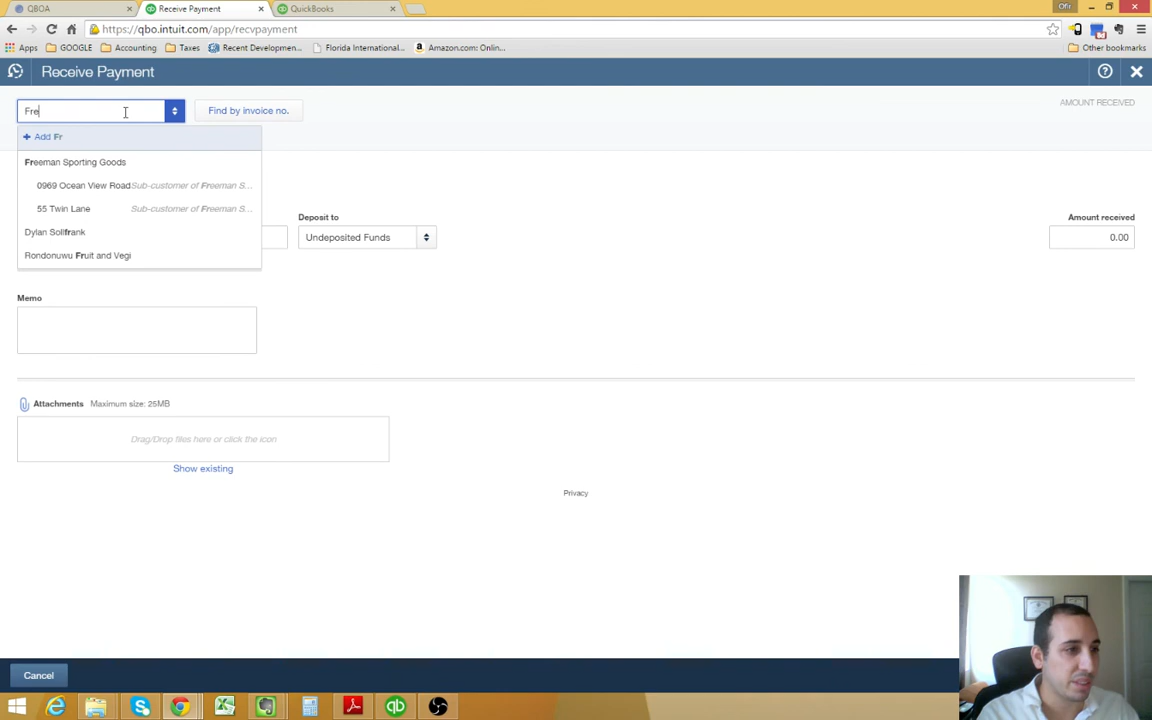 QBOA
Receive Payment
QuickBooks
Ofir
https://qbo.intuit.com/app/recvpayment
Apps
GOOGLE
Accounting
Taxes
Recent Developmen...
Florida International...
Amazon.com: Onlin...
Other bookmarks
Receive Payment
Fre
Find by invoice no.
AMOUNT RECEIVED
+ Add Fr
Freeman Sporting Goods
0969 Ocean View Road Sub-customer of Freeman S...
55 Twin Lane Sub-customer of Freeman S...
Dylan Sollfrank
Rondonuwu Fruit and Vegi
Deposit to
Undeposited Funds
Amount received
0.00
Memo
Attachments Maximum size: 25MB
Drag/Drop files here or click the icon
Show existing
Privacy
Cancel